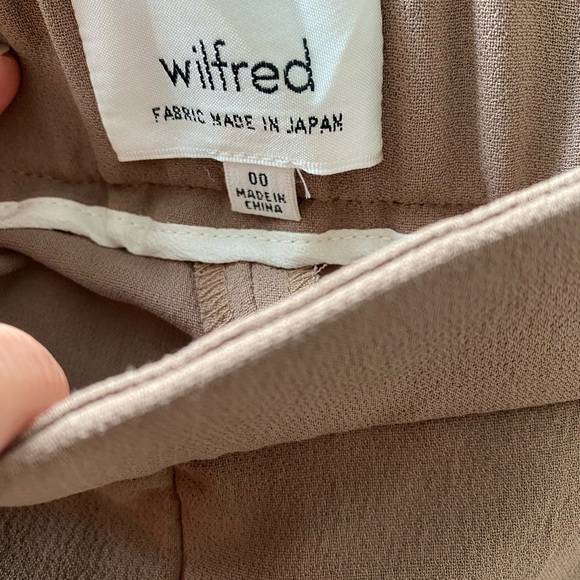 wilfred
FABRIC MADE IN JAPAN
00
MADE IN
CHINA